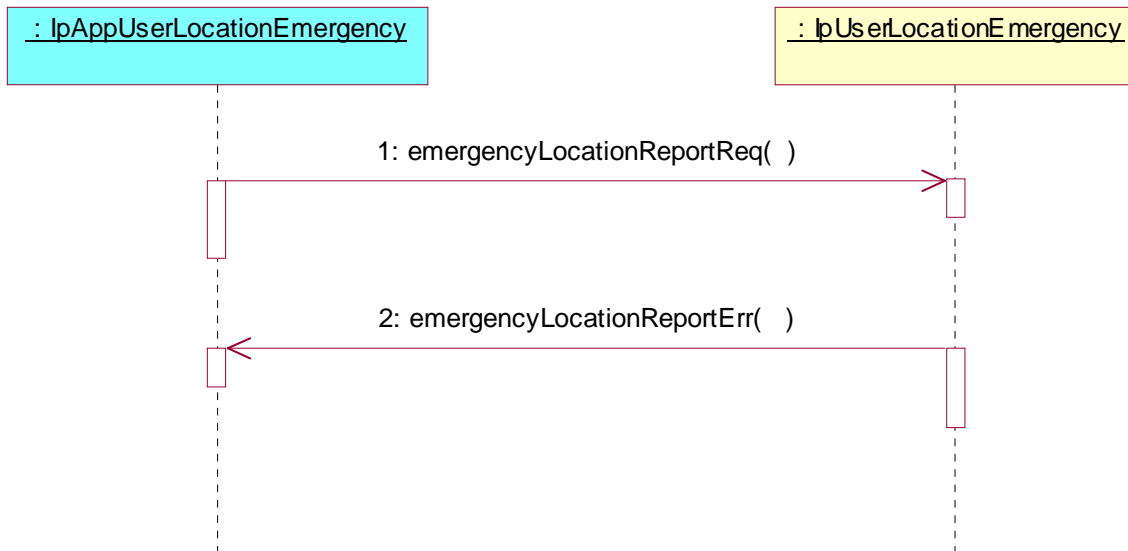 : IpAppUserLocationEmergency
: IpUserLocationEmergency
1: emergencyLocationReportReq( )
2: emergencyLocationReportErr( )